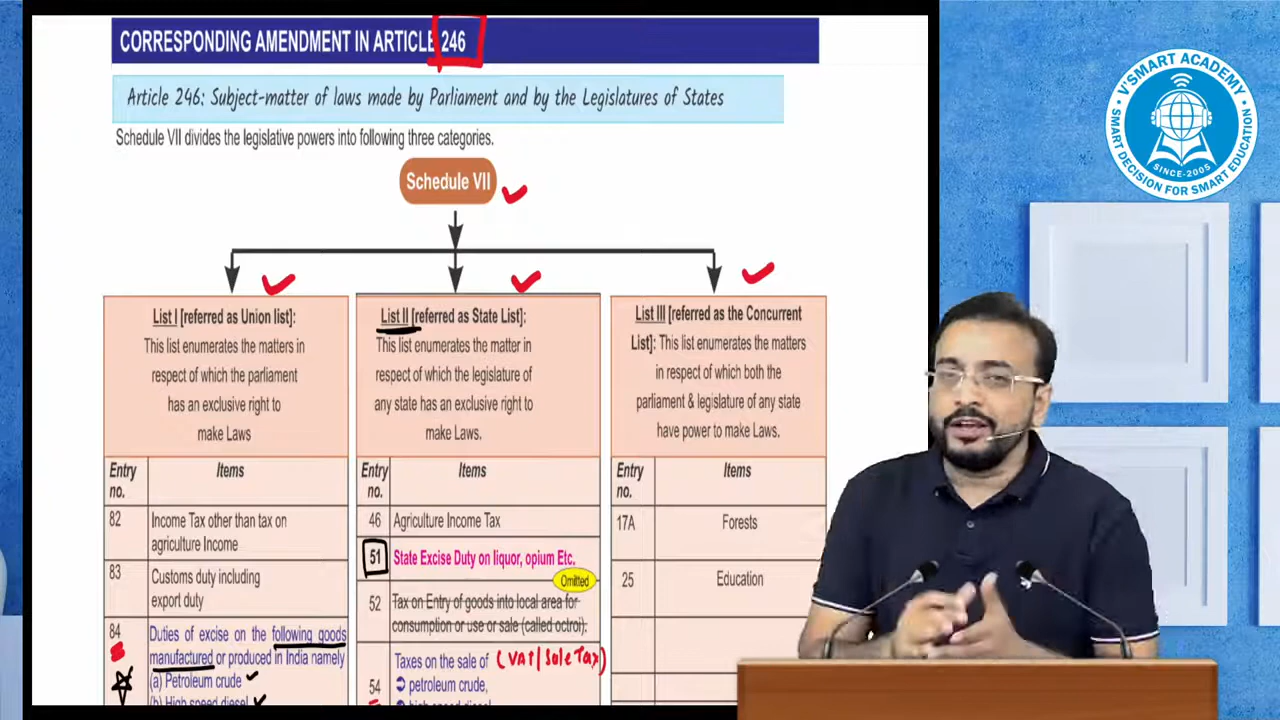 CORRESPONDING AMENDMENT IN ARTICLE 246
Article 246: Subject-matter of laws made by Parliament and by the Legislatures of States
Schedule VII divides the legislative powers into following three categories.
Schedule VII
List I [referred as Union list]:
This list enumerates the matters in
respect of which the parliament
has an exclusive right to
make Laws
Entry
no.
Items
82
Income Tax other than tax on
agriculture Income
83
Customs duty including
export duty
84
Duties of excise on the following goods
manufactured or produced in India namely
(a) Petroleum crude
(b) High speed diesel
List II [referred as State List]:
This list enumerates the matter in
respect of which the legislature of
any state has an exclusive right to
make Laws.
Entry
no.
Items
46
Agriculture Income Tax
51
State Excise Duty on liquor, opium Etc.
Omitted
52
Tax on Entry of goods into local area for
consumption or use or sale (called octroi);
54
Taxes on the sale of (VAT/Sale Tax)
petroleum crude,
high speed diesel
List III [referred as the Concurrent
List]: This list enumerates the matters
in respect of which both the
parliament & legislature of any state
have power to make Laws.
Entry
no.
Items
17A
Forests
25
Education
V'SMART ACADEMY
SINCE-2005
SMART DECISION FOR SMART EDUCATION